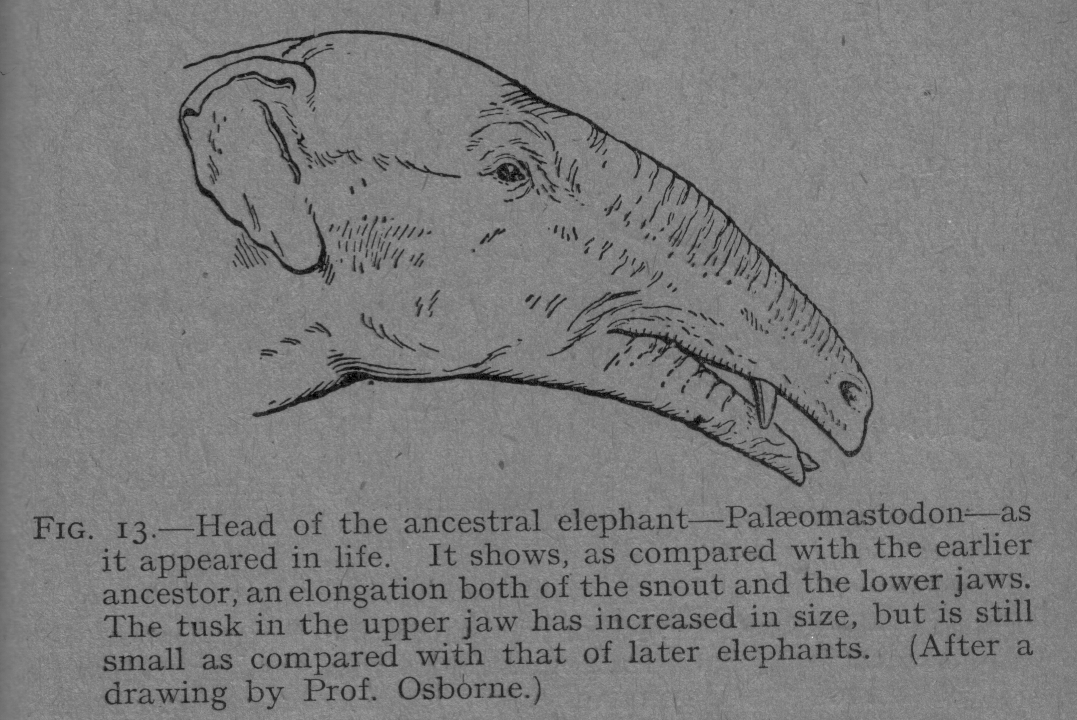 Fig. 13.—Head of the ancestral elephant—Palæomastodon—as
it appeared in life. It shows, as compared with the earlier
ancestor, an elongation both of the snout and the lower jaws.
The tusk in the upper jaw has increased in size, but is still
small as compared with that of later elephants. (After a
drawing by Prof. Osborne.)